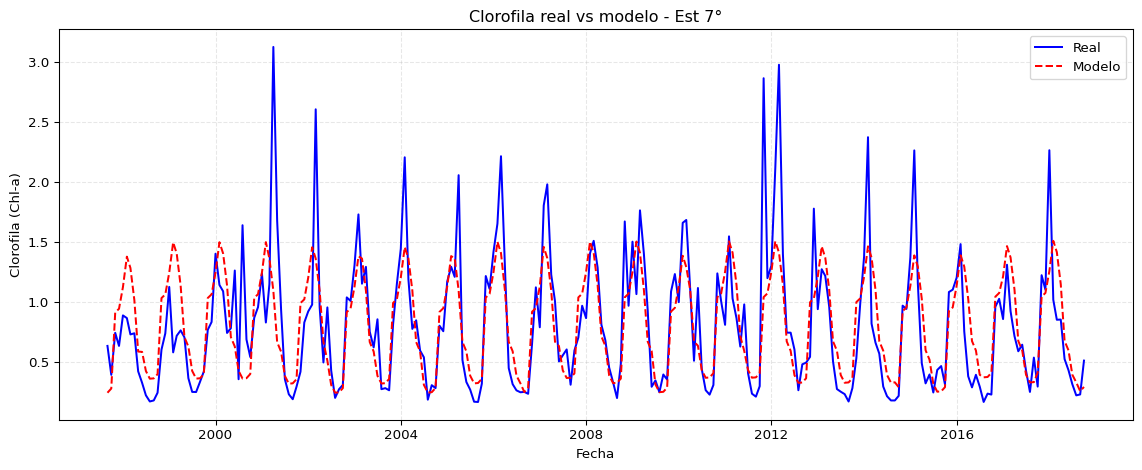 Clorofila real vs modelo - Est 7°
Real
Modelo
Clorofila (Chl-a)
3.0
2.5
2.0
1.5
1.0
0.5
2000
2004
2008
2012
2016
Fecha